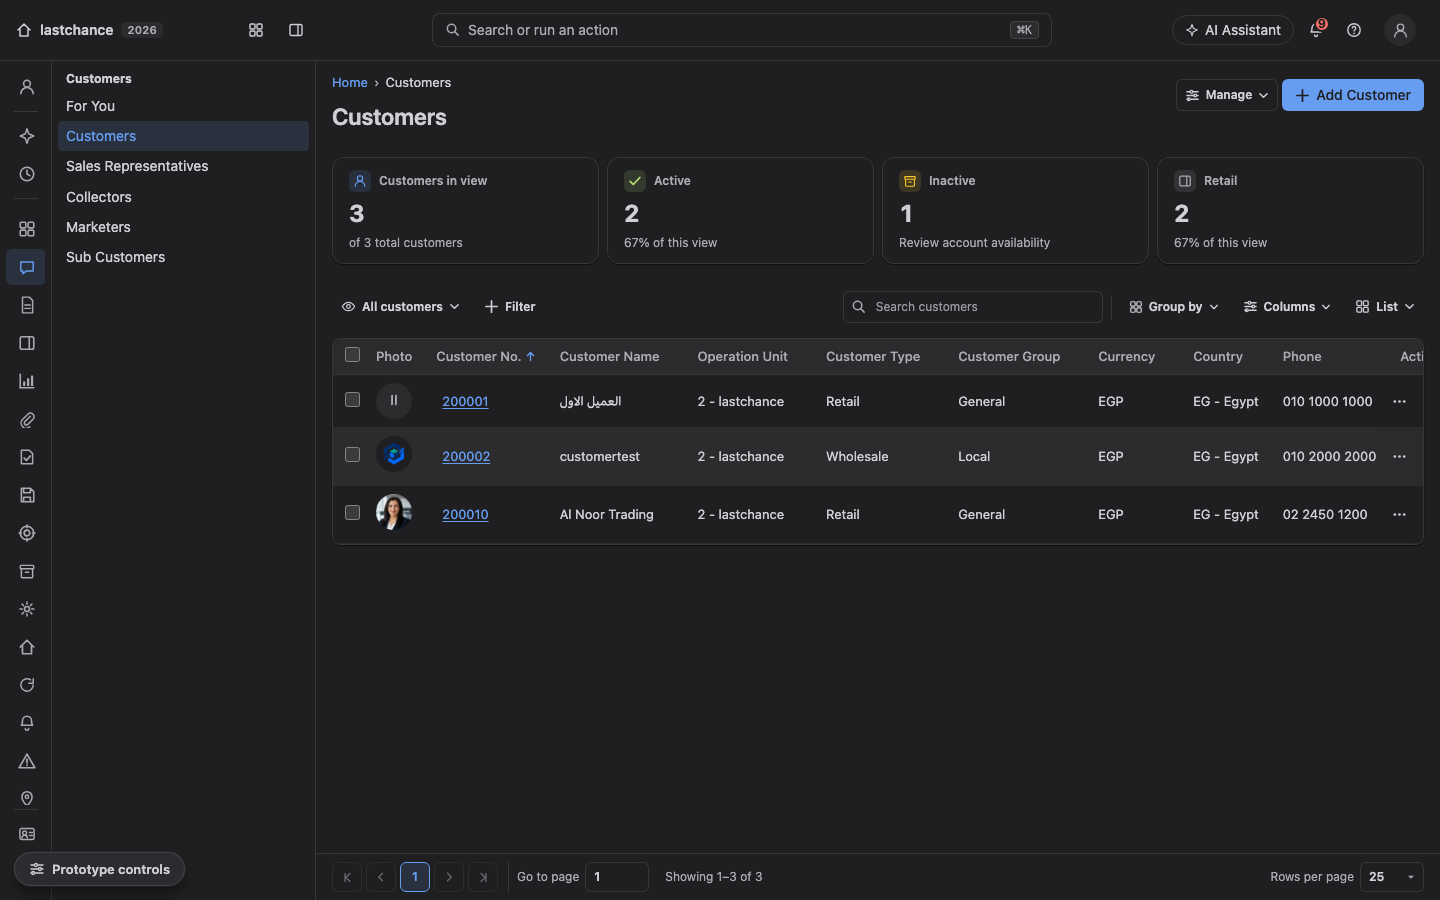 lastchance 2026
Search or run an action ⌘K
AI Assistant
9
Customers
For You
Customers
Sales Representatives
Collectors
Marketers
Sub Customers
Home › Customers
Customers
Manage
Add Customer
Customers in view
3
of 3 total customers
Active
2
67% of this view
Inactive
1
Review account availability
Retail
2
67% of this view
All customers
Filter
Search customers
Group by
Columns
List
Photo Customer No. Customer Name Operation Unit Customer Type Customer Group Currency Country Phone Acti
اا 200001 العميل الاول 2 - lastchance Retail General EGP EG - Egypt 010 1000 1000
200002 customertest 2 - lastchance Wholesale Local EGP EG - Egypt 010 2000 2000
200010 Al Noor Trading 2 - lastchance Retail General EGP EG - Egypt 02 2450 1200
Prototype controls
1
Go to page 1
Showing 1–3 of 3
Rows per page 25